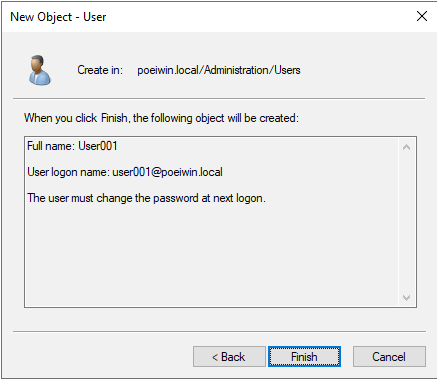 New Object - User
Create in: poeiwin.local/Administration/Users
When you click Finish, the following object will be created:
Full name: User001
User logon name: user001@poeiwin.local
The user must change the password at next logon.
< Back Finish Cancel